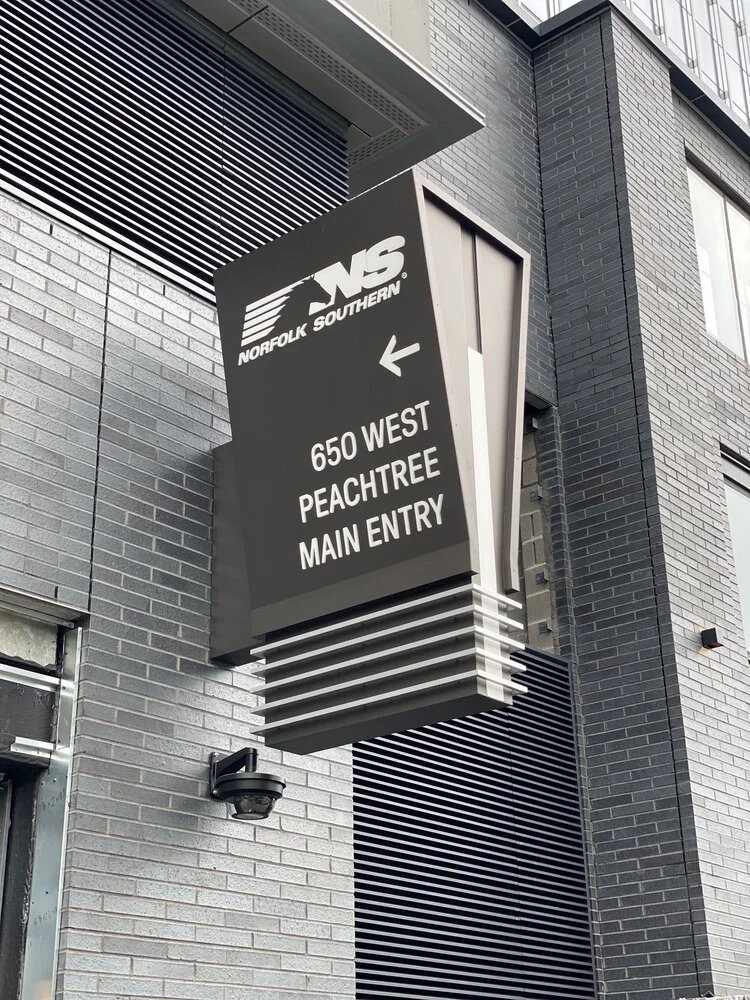 NS®
NORFOLK SOUTHERN
←
650 WEST
PEACHTREE
MAIN ENTRY